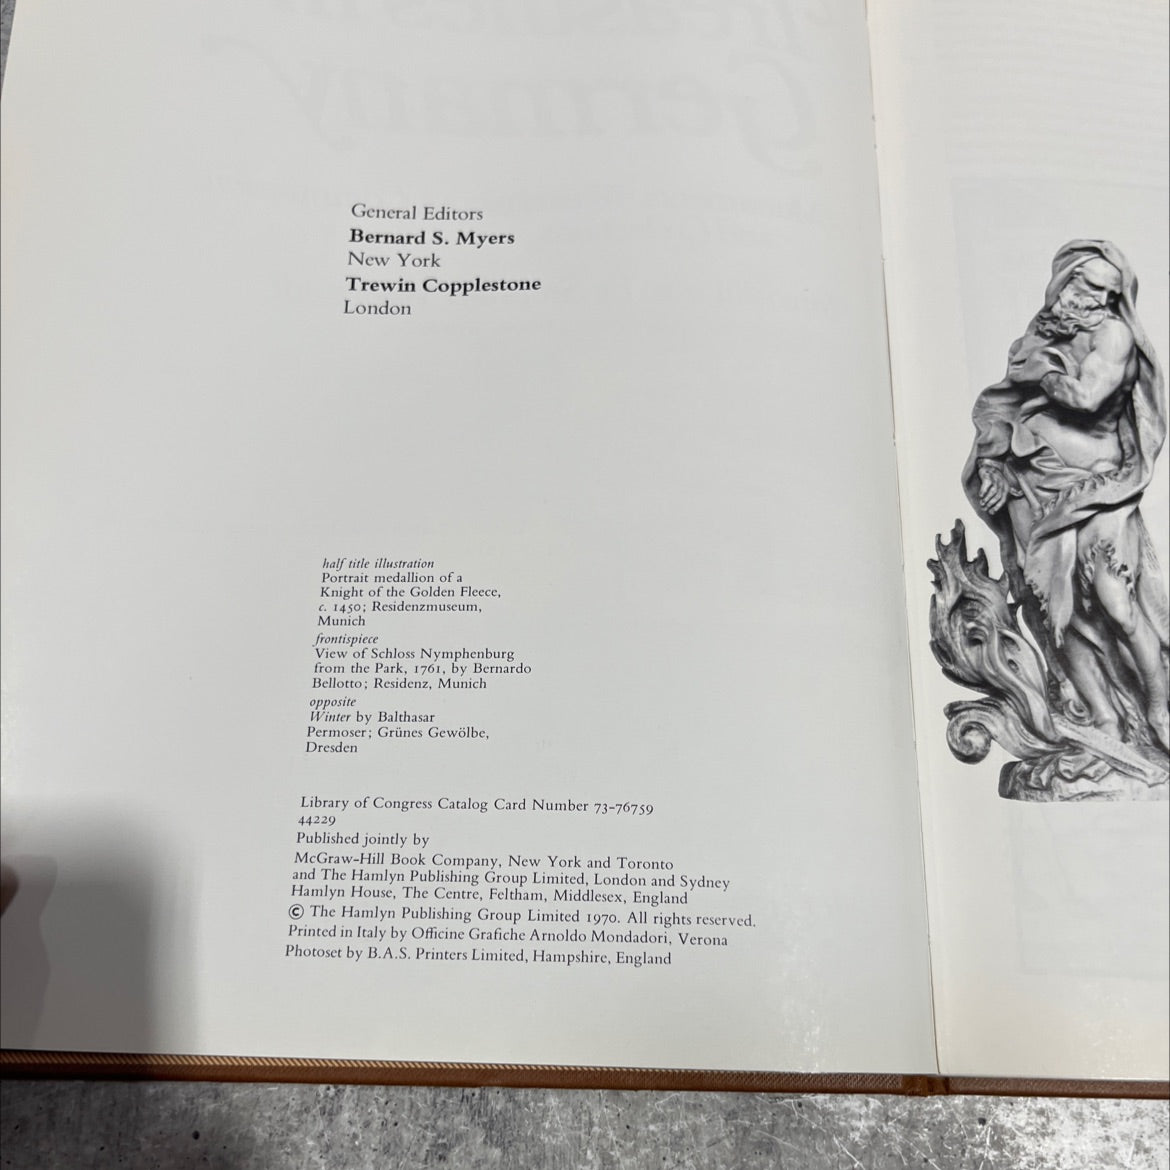 General Editors
Bernard S. Myers
New York
Trewin Copplestone
London
half title illustration
Portrait medallion of a
Knight of the Golden Fleece,
c. 1450; Residenzmuseum,
Munich
frontispiece
View of Schloss Nymphenburg
from the Park, 1761, by Bernardo
Bellotto; Residenz, Munich
opposite
Winter by Balthasar
Permoser; Grünes Gewölbe,
Dresden
Library of Congress Catalog Card Number 73-76759
44229
Published jointly by
McGraw-Hill Book Company, New York and Toronto
and The Hamlyn Publishing Group Limited, London and Sydney
Hamlyn House, The Centre, Feltham, Middlesex, England
© The Hamlyn Publishing Group Limited 1970. All rights reserved.
Printed in Italy by Officine Grafiche Arnoldo Mondadori, Verona
Photoset by B.A.S. Printers Limited, Hampshire, England